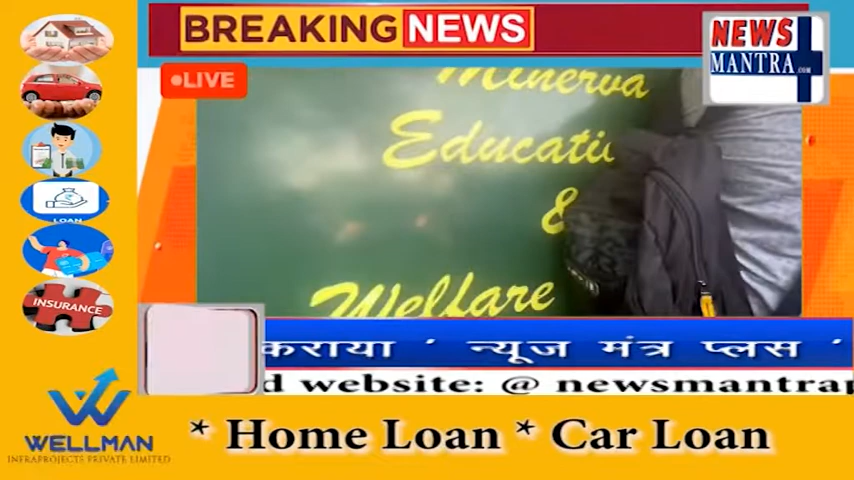 BREAKING NEWS
NEWS
MANTRA.COM
LIVE
Minerva
Educati
&
Welfare
LOAN
INSURANCE
कराया ' न्यूज मंत्र प्लस '
d website: @ newsmantrap
WELLMAN
INFRAPROJECTS PRIVATE LIMITED
* Home Loan * Car Loan